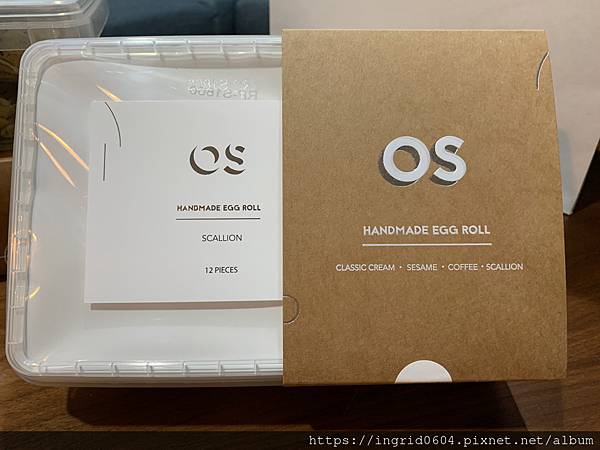 OS
HANDMADE EGG ROLL
SCALLION
12 PIECES
OS
HANDMADE EGG ROLL
CLASSIC CREAM • SESAME • COFFEE • SCALLION
https://ingrid0604.pixnet.net/album